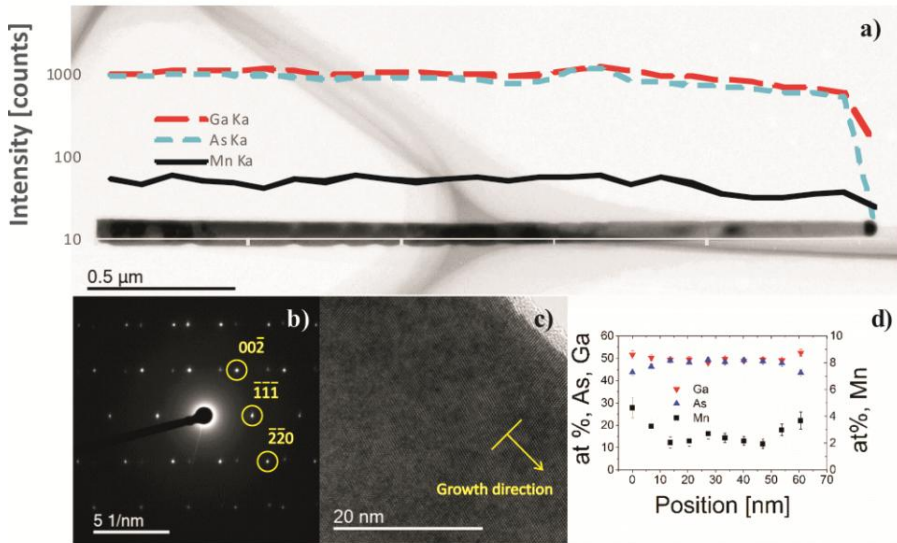 a)
Intensity [counts]
1000
100
10
Ga Ka
As Ka
Mn Ka
0.5 μm
b)
002̅
1̅1̅1̅
2̅2̅0
5 1/nm
c)
Growth direction
20 nm
d)
at %, As, Ga
60
50
40
30
20
10
0
Ga
As
Mn
10
8
6
4
2
0
at%, Mn
0 10 20 30 40 50 60 70
Position [nm]